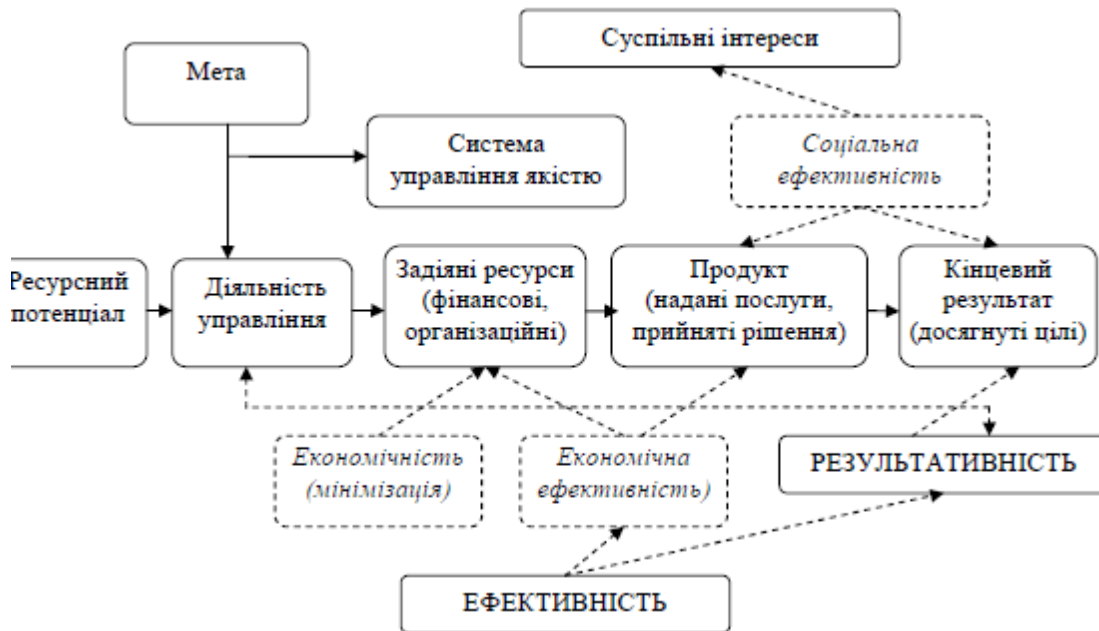 Суспільні інтереси
Мета
Система
управління якістю
Соціальна
ефективність
Ресурсний
потенціал
Діяльність
управління
Задіяні ресурси
(фінансові,
організаційні)
Продукт
(надані послуги,
прийняті рішення)
Кінцевий
результат
(досягнуті цілі)
Економічність
(мінімізація)
Економічна
ефективність)
РЕЗУЛЬТАТИВНІСТЬ
ЕФЕКТИВНІСТЬ